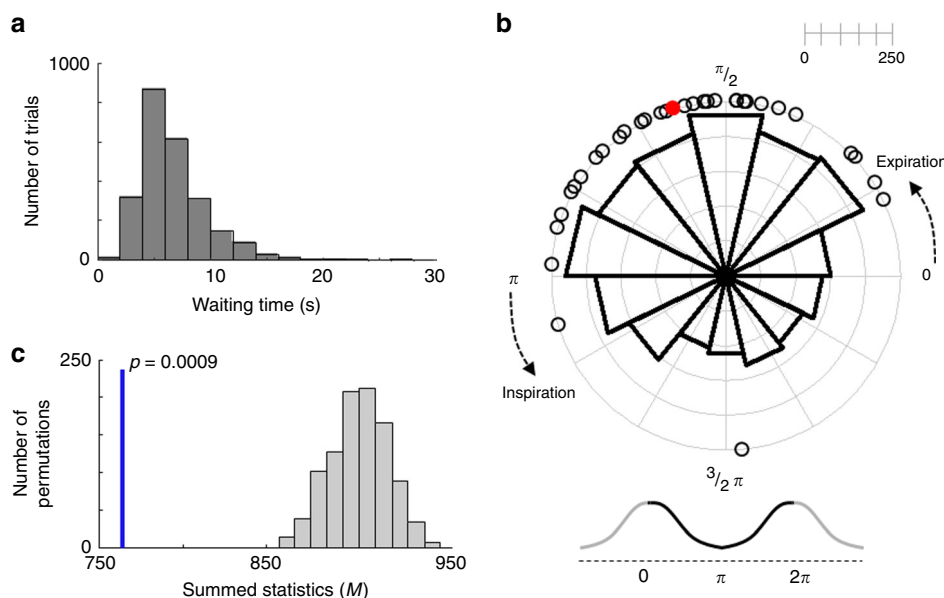 a
1000
Number of trials
0
0
10
20
30
Waiting time (s)
b
0
250
π/2
Expiration
0
π
Inspiration
3/2 π
0
π
2π
c
250
p = 0.0009
Number of
permutations
0
750
850
950
Summed statistics (M)